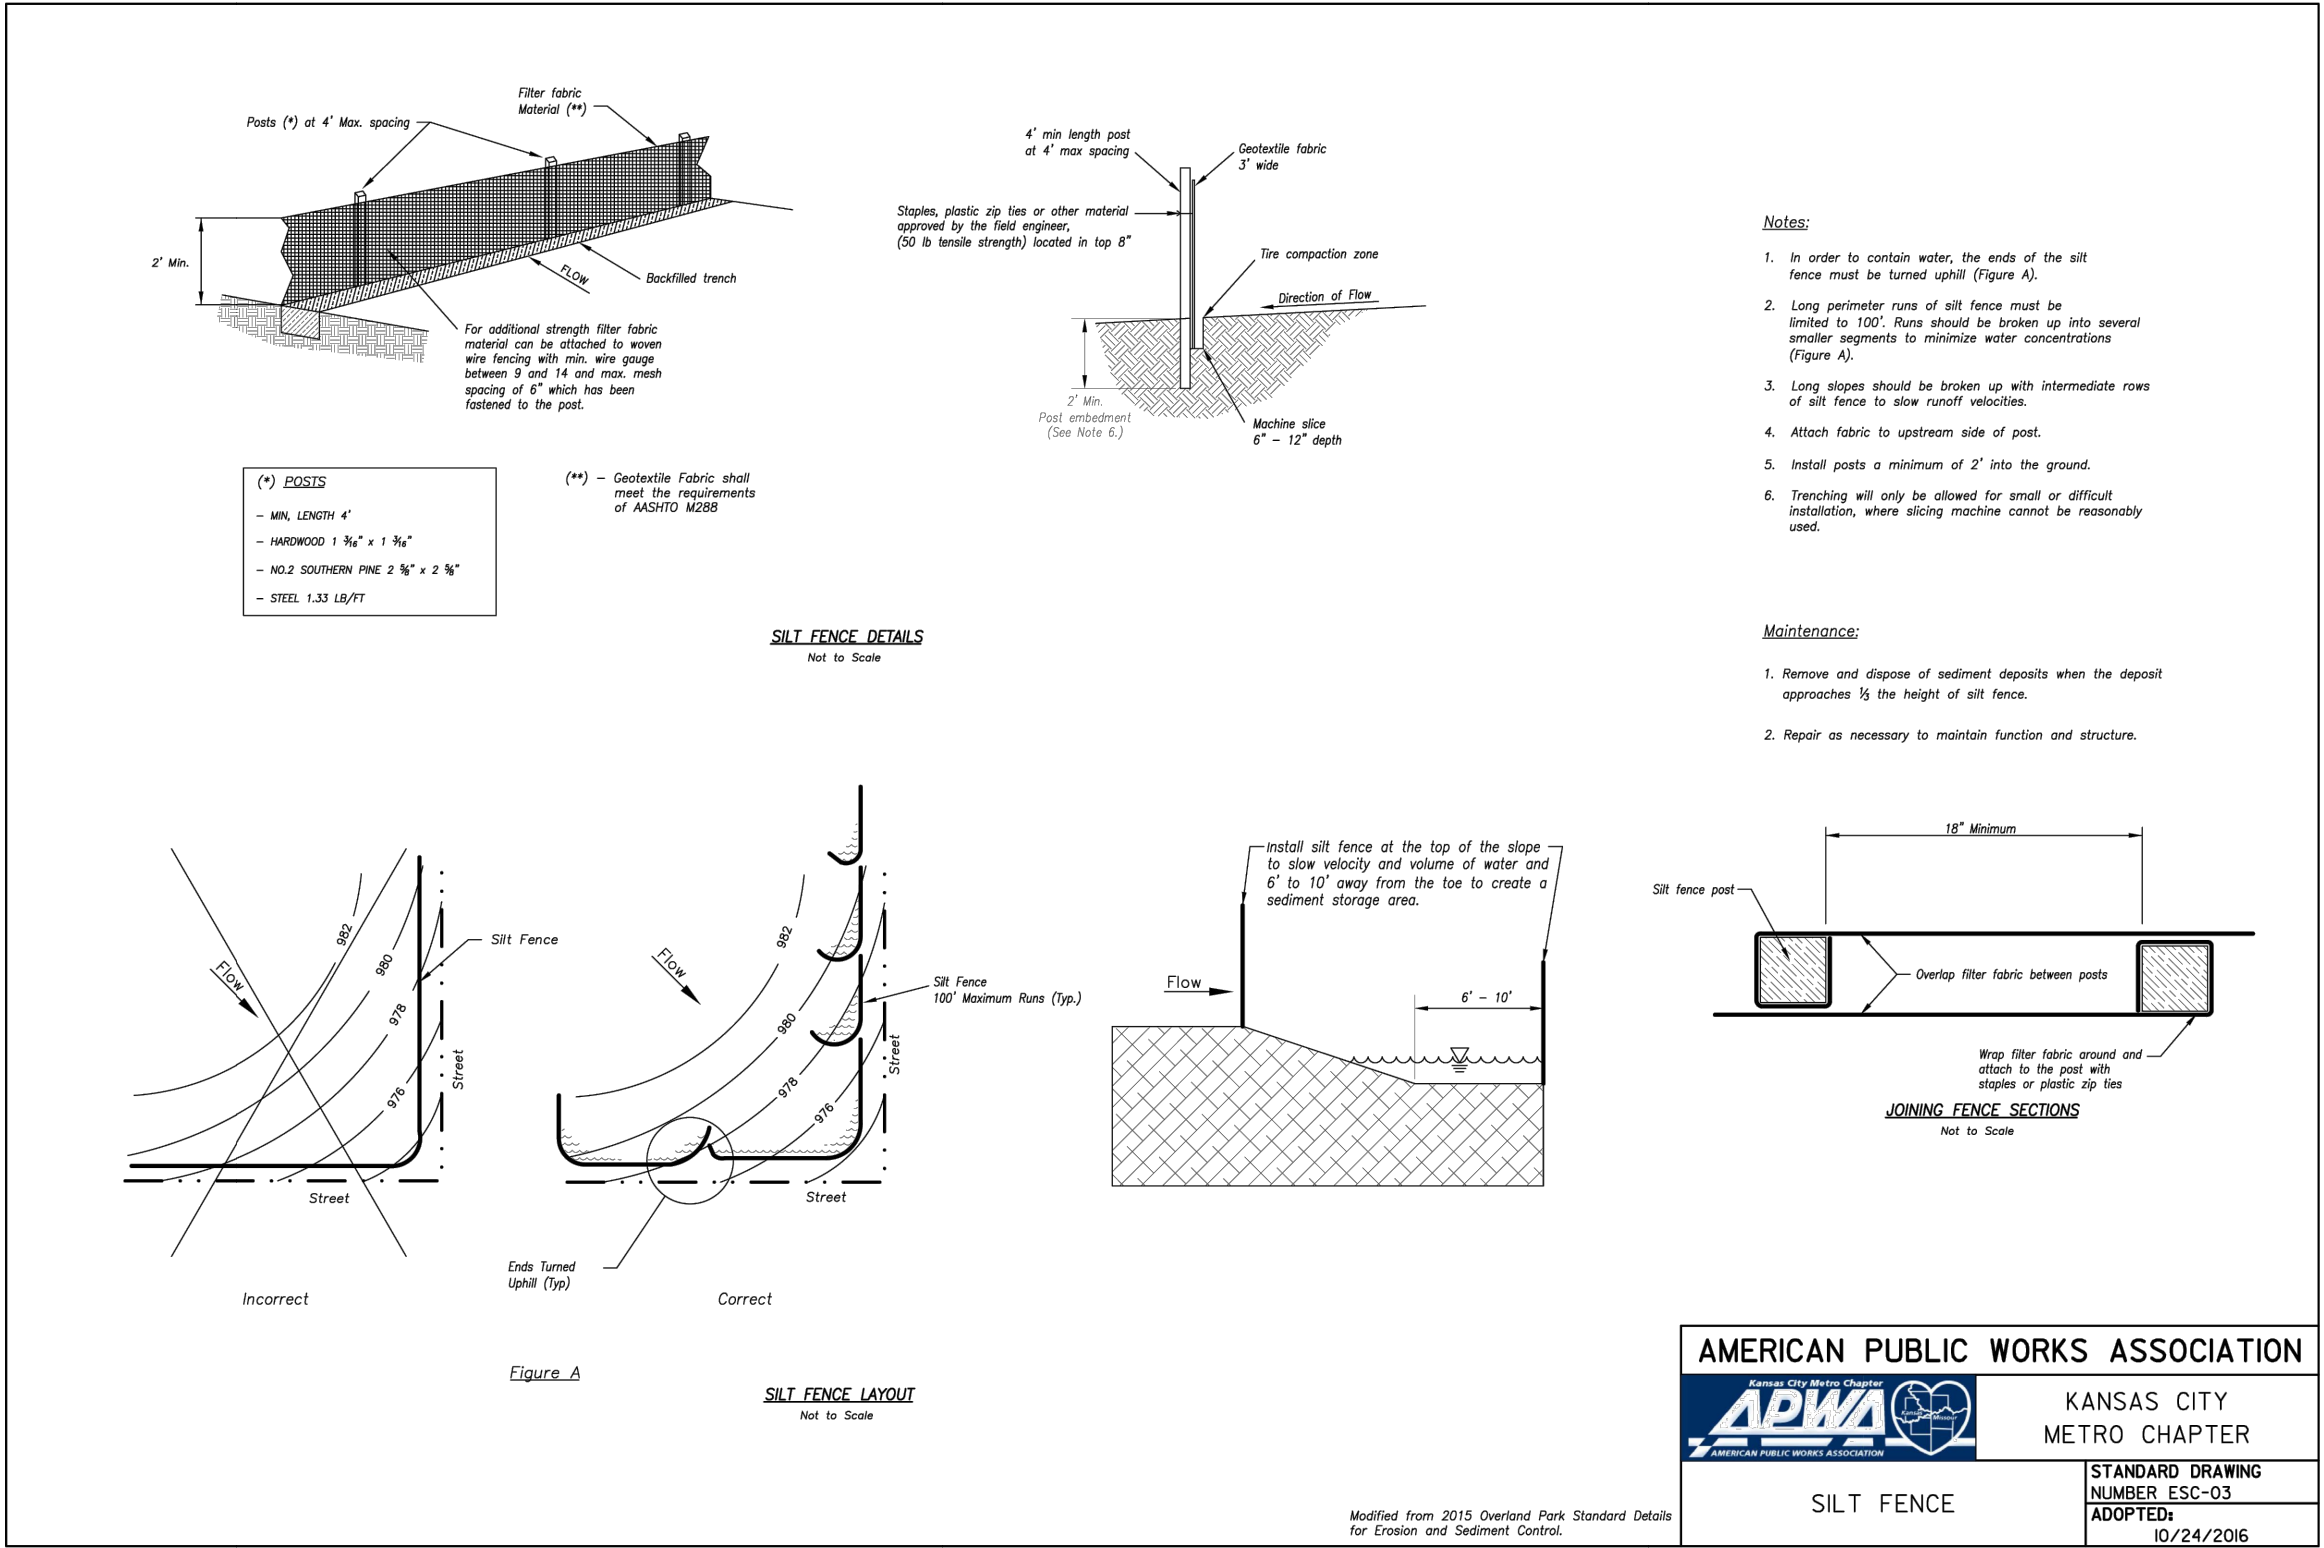 Filter fabric
Material (**)
Posts (*) at 4' Max. spacing
2' Min.
FLOW
Backfilled trench
For additional strength filter fabric
material can be attached to woven
wire fencing with min. wire gauge
between 9 and 14 and max. mesh
spacing of 6" which has been
fastened to the post.
(*) POSTS
– MIN, LENGTH 4'
– HARDWOOD 1 3/16" x 1 3/16"
– NO.2 SOUTHERN PINE 2 5/8" x 2 5/8"
– STEEL 1.33 LB/FT
(**) – Geotextile Fabric shall
meet the requirements
of AASHTO M288
4' min length post
at 4' max spacing
Geotextile fabric
3' wide
Staples, plastic zip ties or other material
approved by the field engineer,
(50 lb tensile strength) located in top 8"
Tire compaction zone
Direction of Flow
2' Min.
Post embedment
(See Note 6.)
Machine slice
6" – 12" depth
SILT FENCE DETAILS
Not to Scale
Notes:
1. In order to contain water, the ends of the silt
fence must be turned uphill (Figure A).
2. Long perimeter runs of silt fence must be
limited to 100'. Runs should be broken up into several
smaller segments to minimize water concentrations
(Figure A).
3. Long slopes should be broken up with intermediate rows
of silt fence to slow runoff velocities.
4. Attach fabric to upstream side of post.
5. Install posts a minimum of 2' into the ground.
6. Trenching will only be allowed for small or difficult
installation, where slicing machine cannot be reasonably
used.
Maintenance:
1. Remove and dispose of sediment deposits when the deposit
approaches 1/3 the height of silt fence.
2. Repair as necessary to maintain function and structure.
982
980
978
976
Flow
Silt Fence
Street
Street
Incorrect
982
980
978
976
Flow
Silt Fence
100' Maximum Runs (Typ.)
Street
Street
Ends Turned
Uphill (Typ)
Correct
Figure A
SILT FENCE LAYOUT
Not to Scale
Install silt fence at the top of the slope
to slow velocity and volume of water and
6' to 10' away from the toe to create a
sediment storage area.
Flow
6' – 10'
18" Minimum
Silt fence post
Overlap filter fabric between posts
Wrap filter fabric around and
attach to the post with
staples or plastic zip ties
JOINING FENCE SECTIONS
Not to Scale
Modified from 2015 Overland Park Standard Details
for Erosion and Sediment Control.
AMERICAN PUBLIC WORKS ASSOCIATION
Kansas City Metro Chapter
APWA
Kansas
Missouri
AMERICAN PUBLIC WORKS ASSOCIATION
KANSAS CITY
METRO CHAPTER
SILT FENCE
STANDARD DRAWING
NUMBER ESC-03
ADOPTED:
10/24/2016